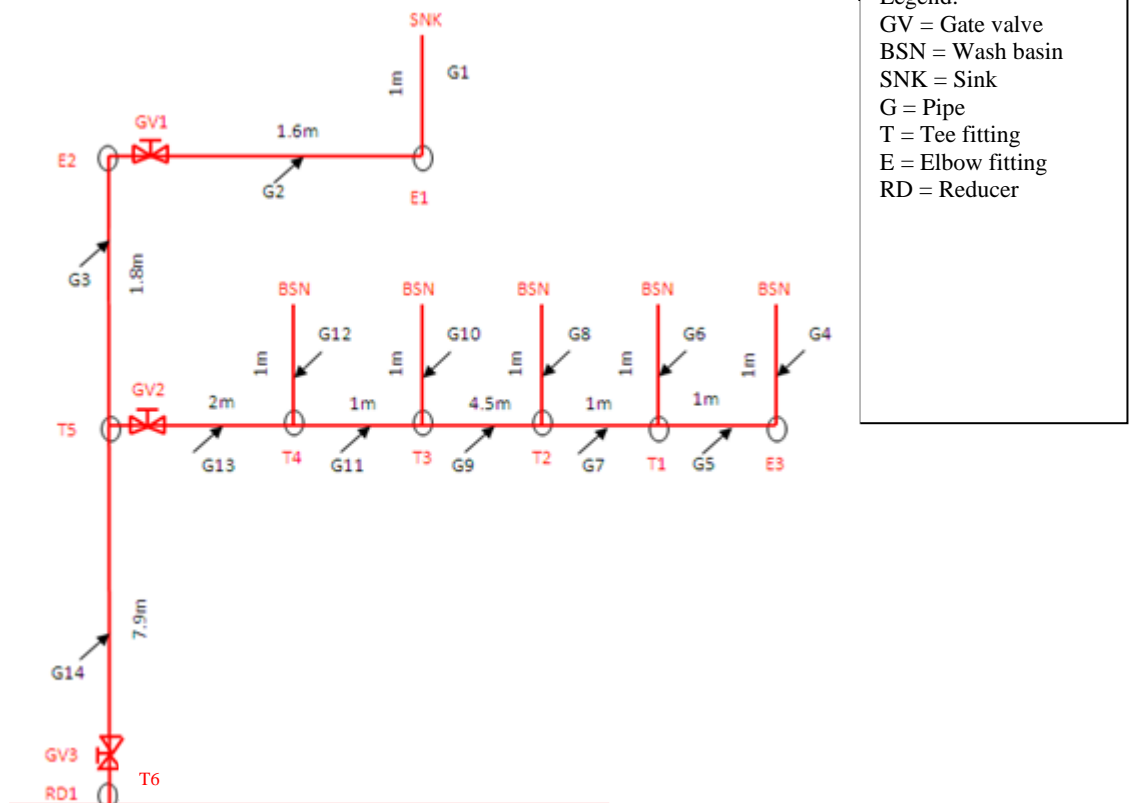 Legend:
GV = Gate valve
BSN = Wash basin
SNK = Sink
G = Pipe
T = Tee fitting
E = Elbow fitting
RD = Reducer
SNK
1m
G1
GV1
1.6m
E2
G2
E1
G3
1.8m
BSN
BSN
BSN
BSN
BSN
G12
G10
G8
G6
G4
1m
1m
1m
1m
1m
GV2
2m
1m
4.5m
1m
1m
T5
G13
T4
G11
T3
G9
T2
G7
T1
G5
E3
7.9m
G14
GV3
T6
RD1